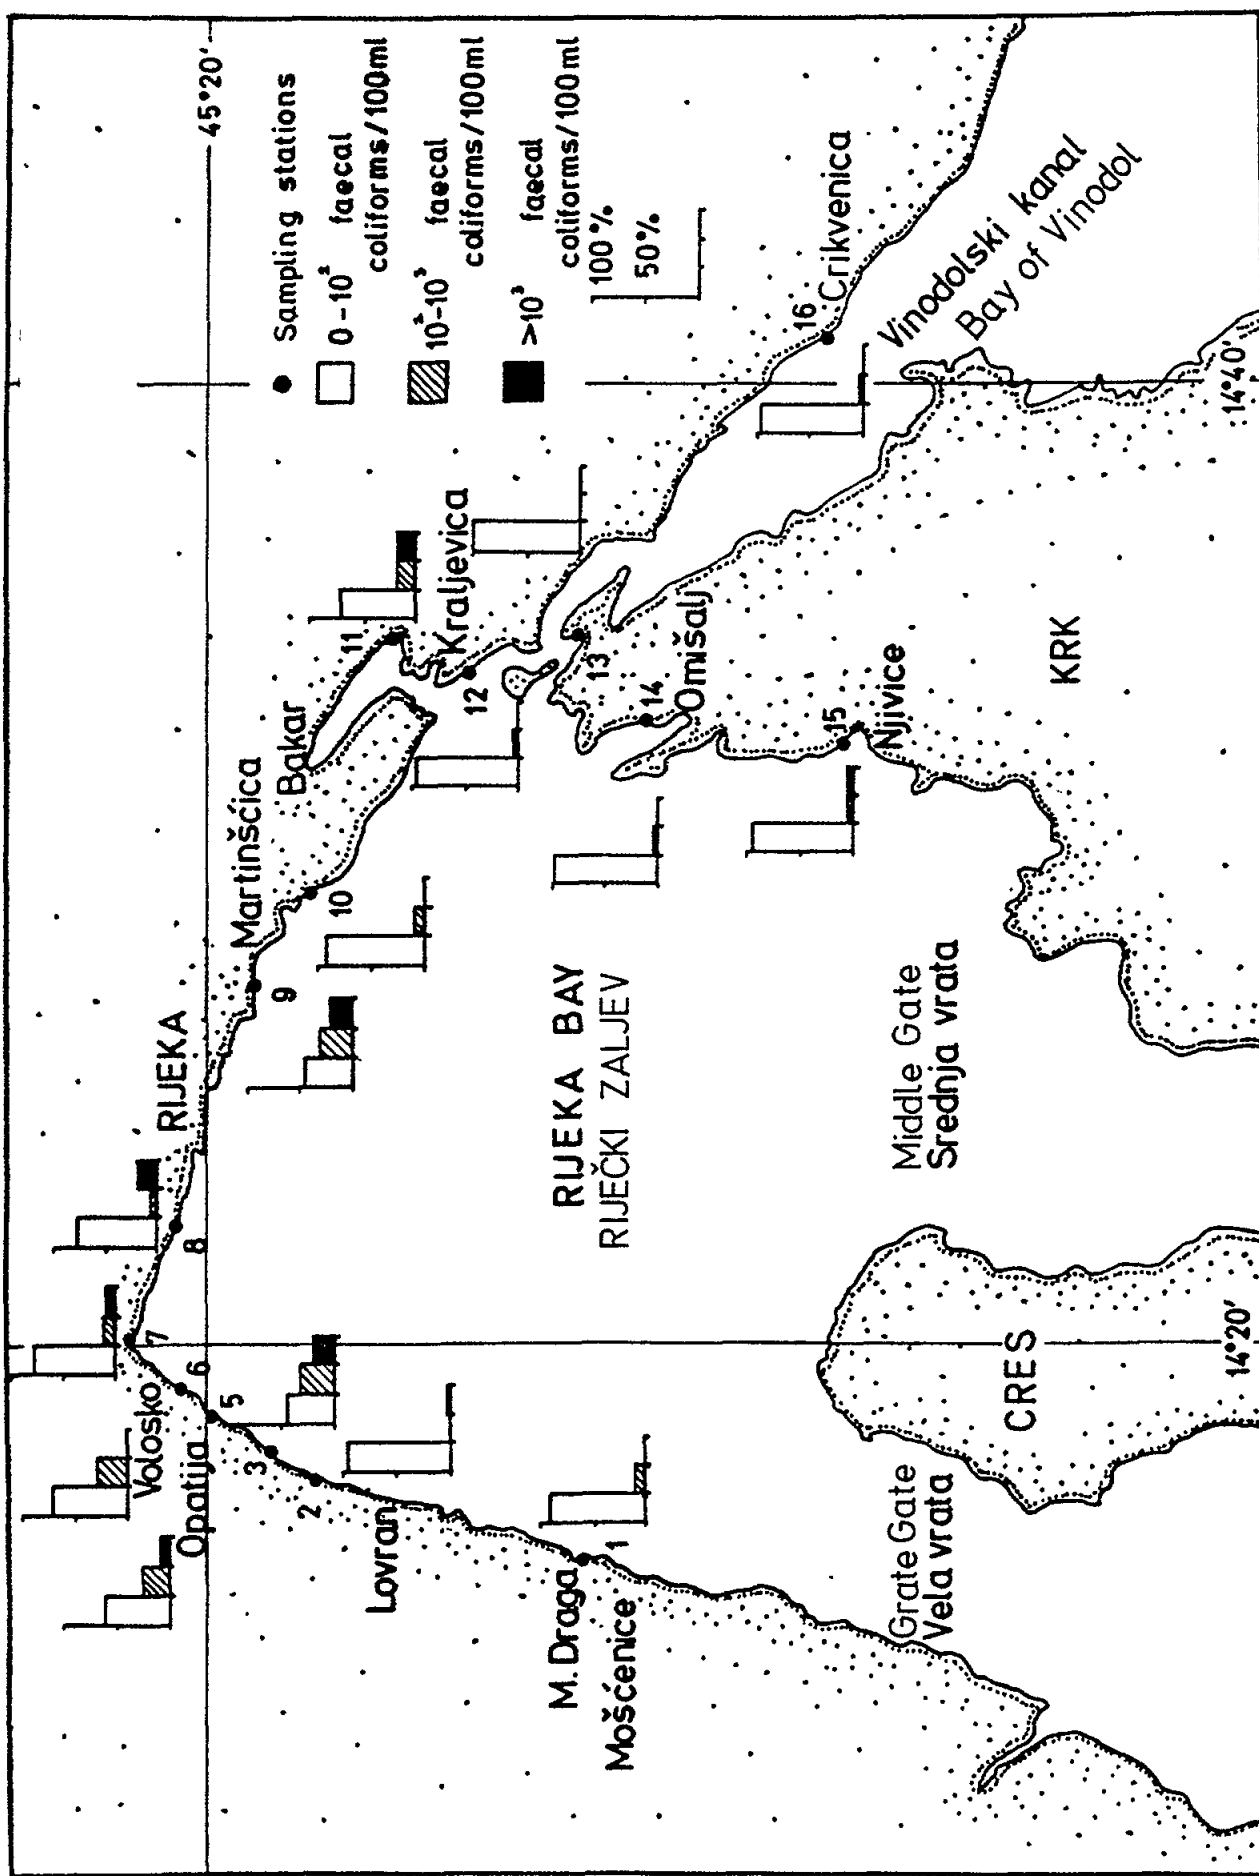 45°20'
Sampling stations
0-10² faecal
coliforms/100ml
10²-10³ faecal
coliforms/100ml
>10³ faecal
coliforms/100ml
100%
50%
RIJEKA
Martinšćica
Bakar
Kraljevica
Crikvenica
Vinodolski kanal
Bay of Vinodol
Volosko
Opatija
Lovran
M. Draga
Mošćenice
Omišalj
Njivice
KRK
RIJEKA BAY
RIJEČKI ZALJEV
Middle Gate
Srednja vrata
CRES
Grate Gate
Vela vrata
1
2
3
5
6
7
8
9
10
11
12
13
14
15
16
14°20'
14°40'